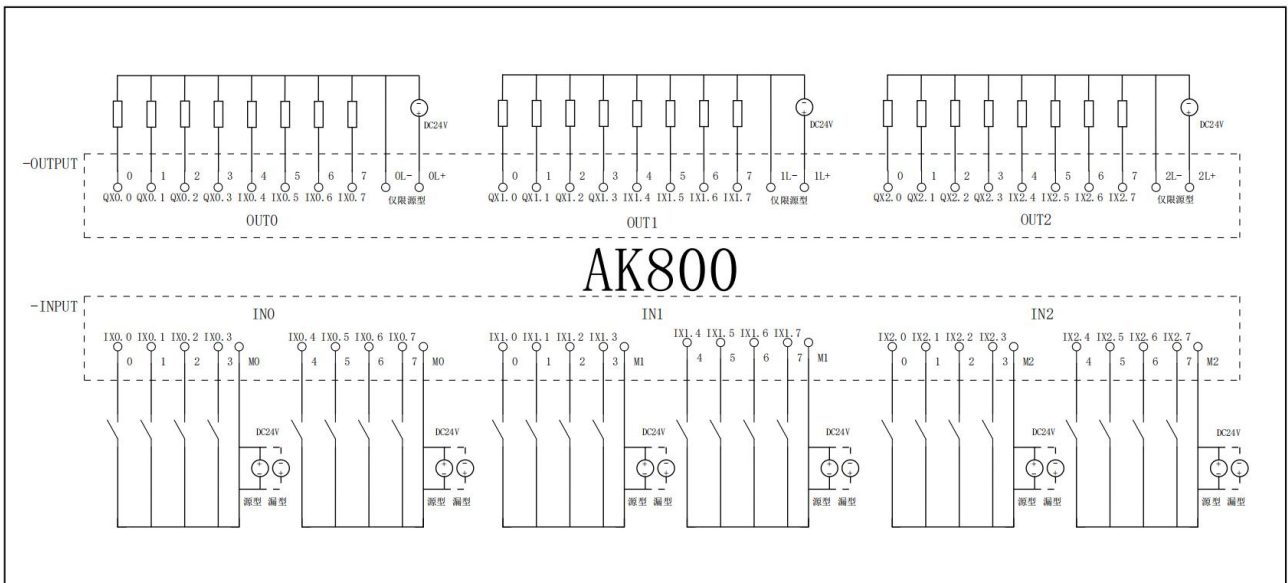 DC24V DC24V DC24V
-OUTPUT
0 1 2 3 4 5 6 7 0L- 0L+ 0 1 2 3 4 5 6 7 1L- 1L+ 0 1 2 3 4 5 6 7 2L- 2L+
QX0.0 QX0.1 QX0.2 QX0.3 IX0.4 IX0.5 IX0.6 IX0.7 仅限源型 QX1.0 QX1.1 QX1.2 QX1.3 IX1.4 IX1.5 IX1.6 IX1.7 仅限源型 QX2.0 QX2.1 QX2.2 QX2.3 IX2.4 IX2.5 IX2.6 IX2.7 仅限源型
OUT0 OUT1 OUT2
AK800
-INPUT
IN0 IN1 IN2
IX0.0 IX0.1 IX0.2 IX0.3 IX0.4 IX0.5 IX0.6 IX0.7 IX1.0 IX1.1 IX1.2 IX1.3 IX1.4 IX1.5 IX1.6 IX1.7 IX2.0 IX2.1 IX2.2 IX2.3 IX2.4 IX2.5 IX2.6 IX2.7
0 1 2 3 M0 4 5 6 7 M0 0 1 2 3 M1 4 5 6 7 M1 0 1 2 3 M2 4 5 6 7 M2
DC24V DC24V DC24V DC24V DC24V DC24V
源型 漏型 源型 漏型 源型 漏型 源型 漏型 源型 漏型 源型 漏型